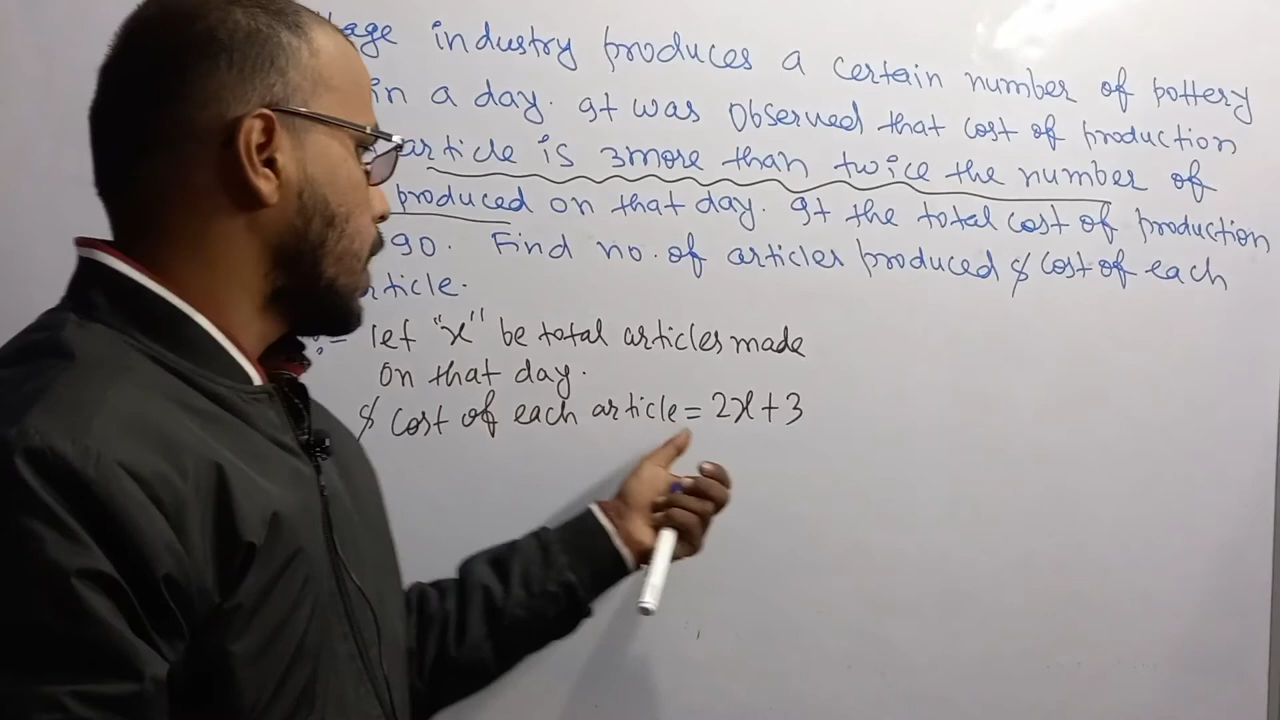 age industry produces a certain number of pottery
in a day. It was observed that cost of production
article is 3 more than twice the number of
produced on that day. If the total cost of production
90. Find no. of articles produced & cost of each
rticle.
:- let "x" be total articles made
on that day.
& cost of each article = 2x+3